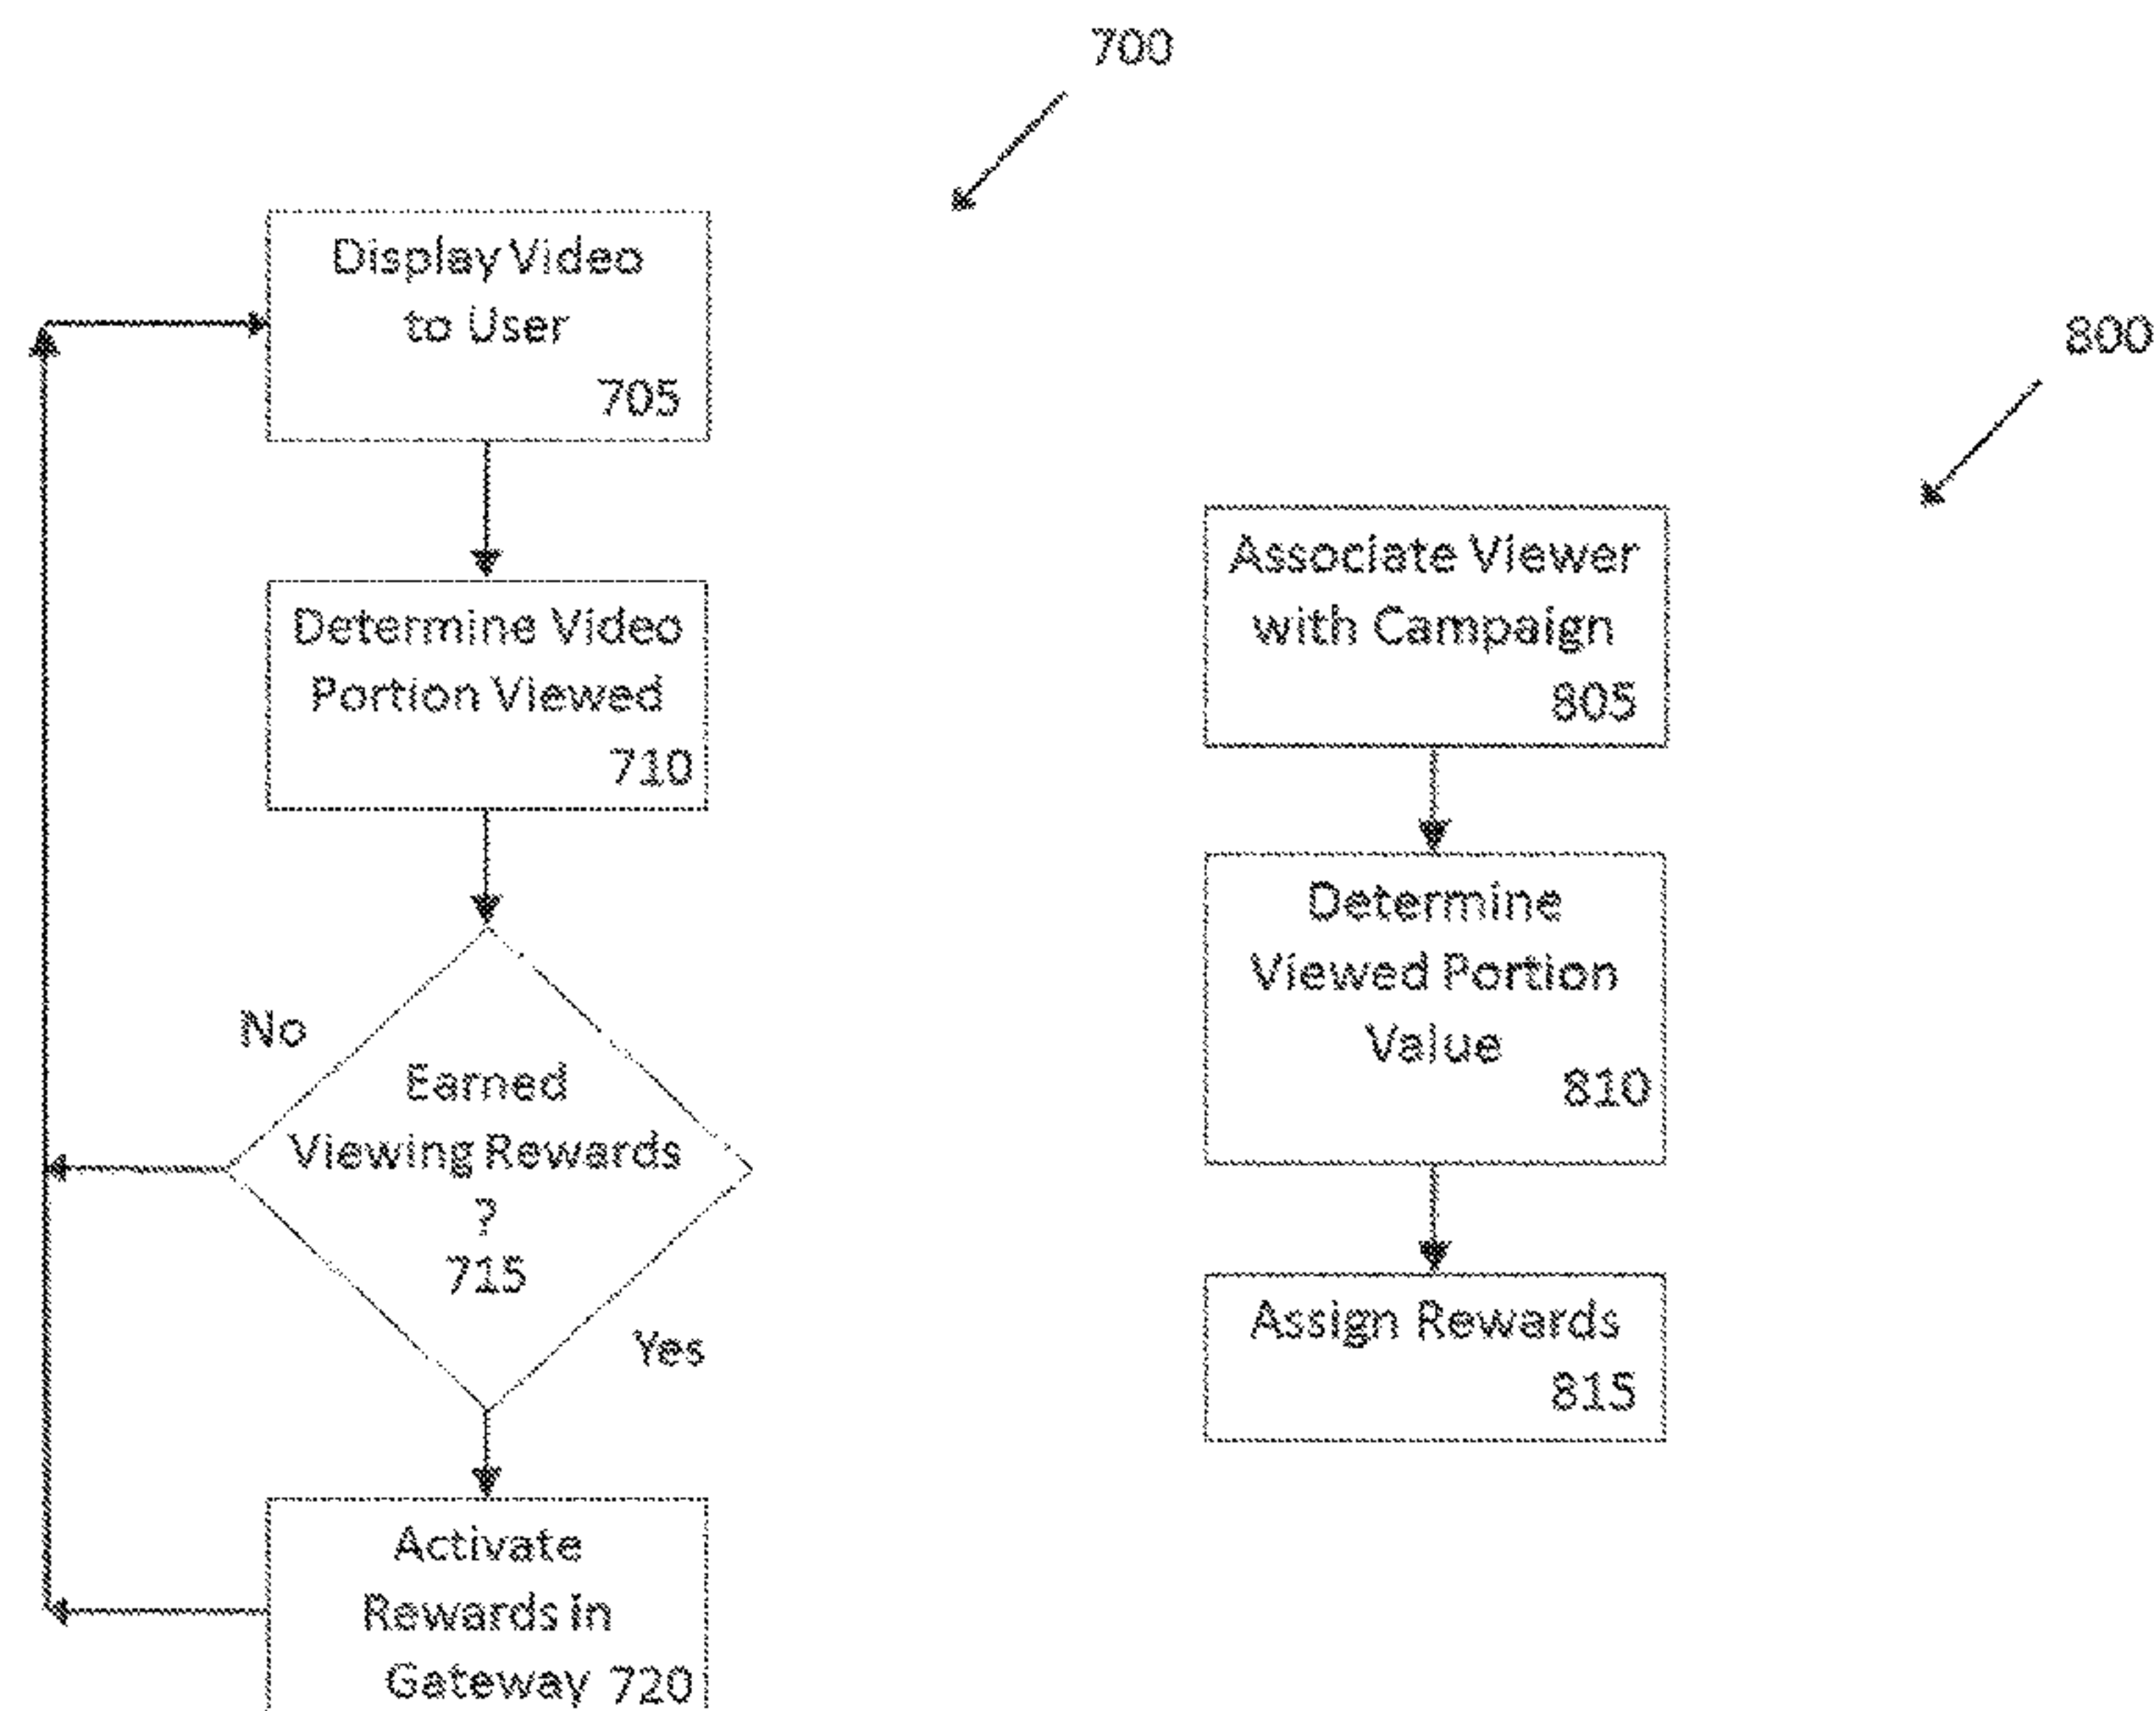 700
Display Video
to User
705
Determine Video
Portion Viewed
710
No
Earned
Viewing Rewards
?
715
Yes
Activate
Rewards in
Gateway 720
800
Associate Viewer
with Campaign
805
Determine
Viewed Portion
Value
810
Assign Rewards
815